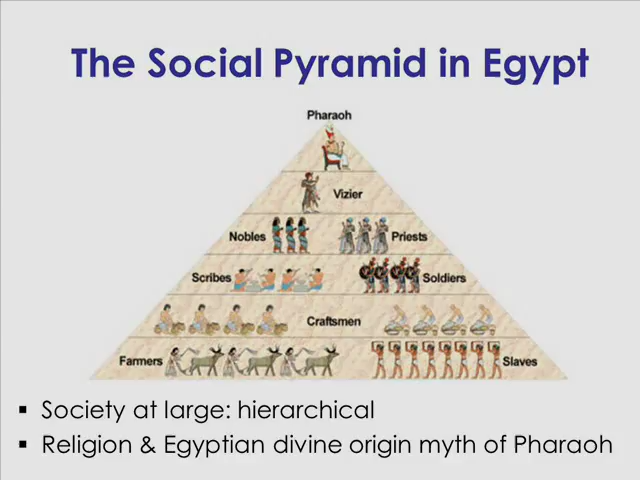 The Social Pyramid in Egypt
Pharaoh
Vizier
Nobles Priests
Scribes Soldiers
Craftsmen
Farmers Slaves
▪ Society at large: hierarchical
▪ Religion & Egyptian divine origin myth of Pharaoh